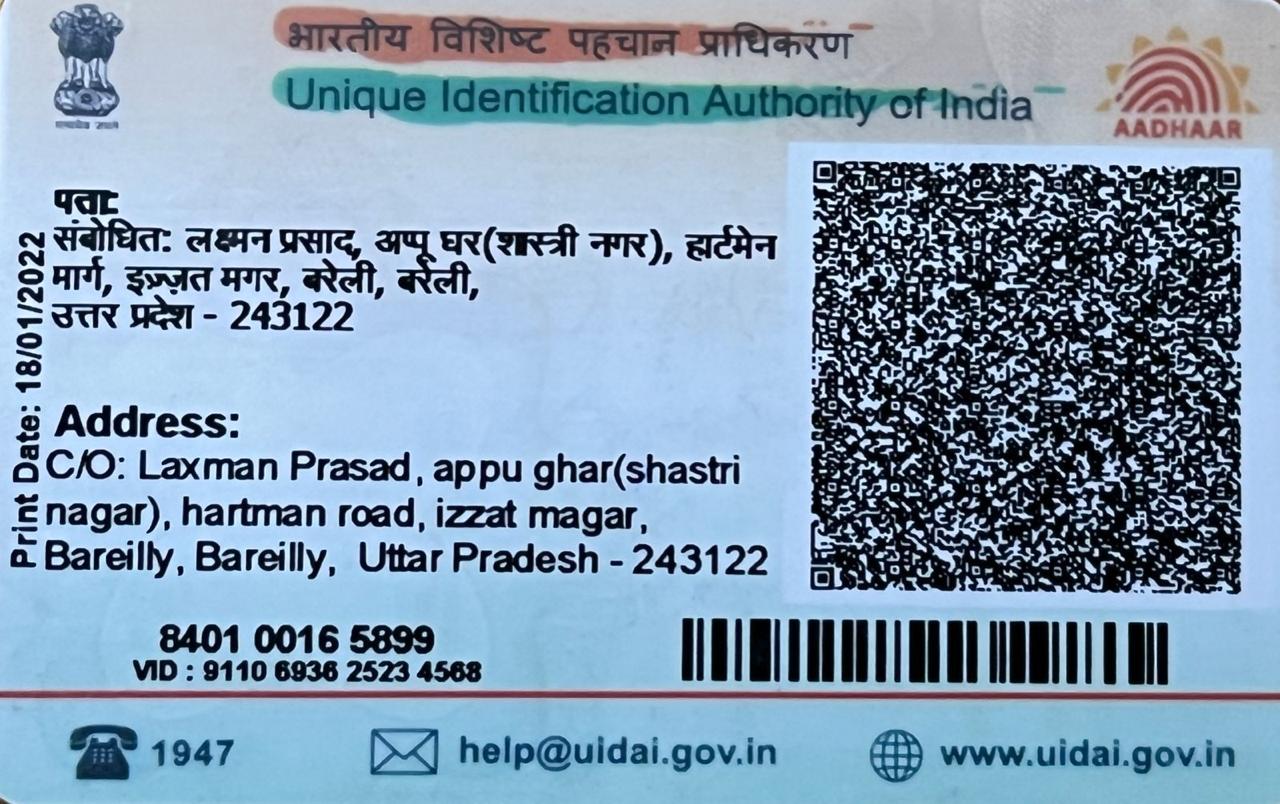 भारतीय विशिष्ट पहचान प्राधिकरण
Unique Identification Authority of India
AADHAAR
पता:
संबोधित: लक्ष्मन प्रसाद, अप्पू घर(शास्त्री नगर), हार्टमेन
मार्ग, इज़्ज़त मगर, बरेली, बरेली,
उत्तर प्रदेश - 243122
Print Date: 18/01/2022
Address:
C/O: Laxman Prasad, appu ghar(shastri
nagar), hartman road, izzat magar,
Bareilly, Bareilly, Uttar Pradesh - 243122
8401 0016 5899
VID : 9110 6936 2523 4568
1947
help@uidai.gov.in
www.uidai.gov.in